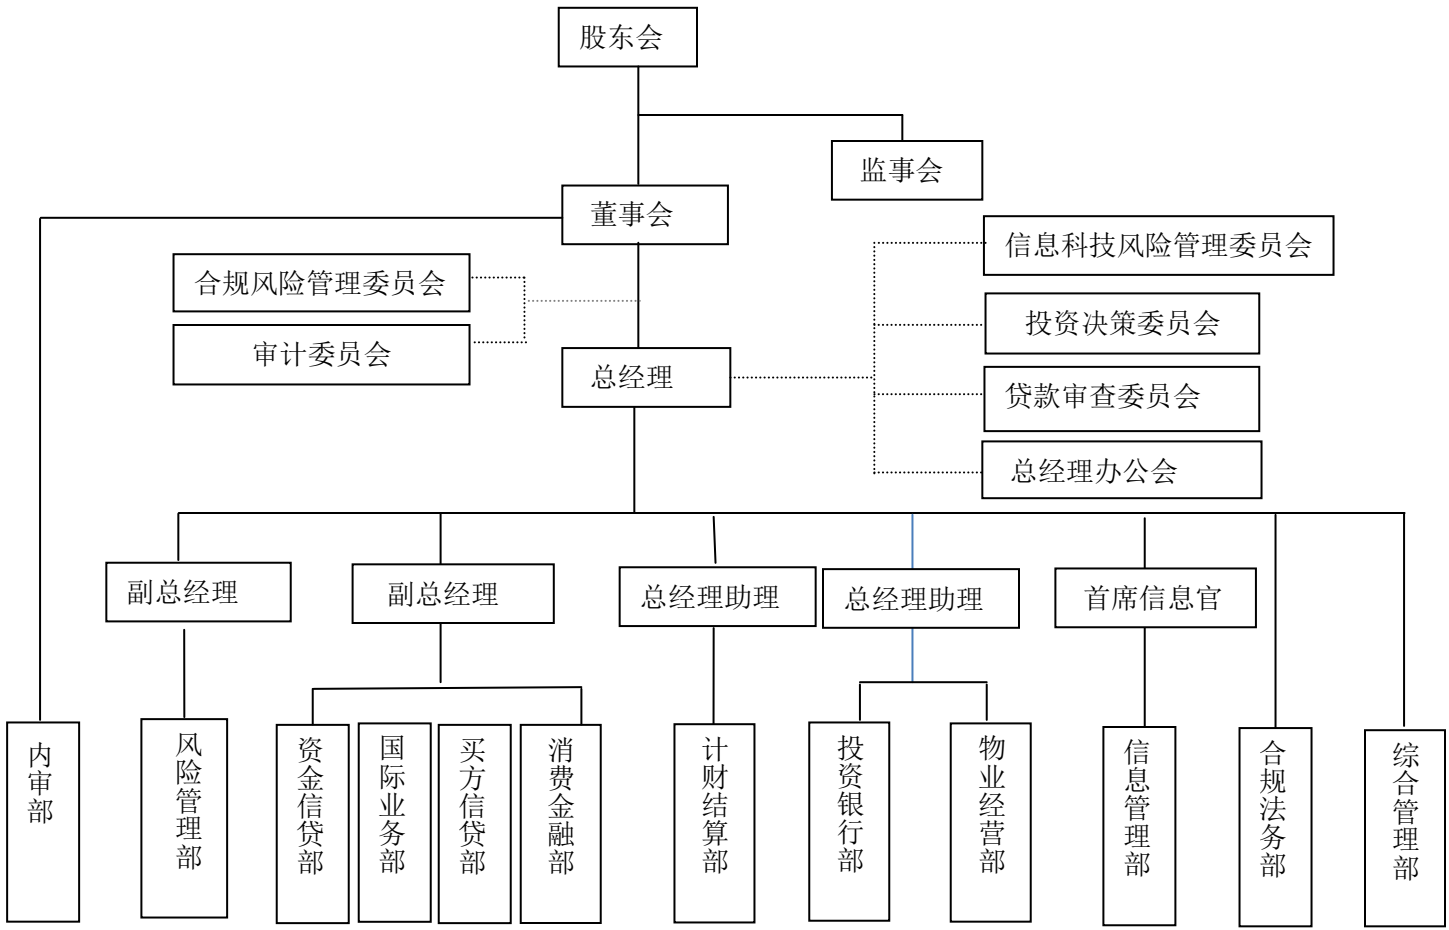 股东会
监事会
董事会
信息科技风险管理委员会
合规风险管理委员会
投资决策委员会
审计委员会
总经理
贷款审查委员会
总经理办公会
副总经理
副总经理
总经理助理
总经理助理
首席信息官
内审部
风险管理部
资金信贷部
国际业务部
买方信贷部
消费金融部
计财结算部
投资银行部
物业经营部
信息管理部
合规法务部
综合管理部